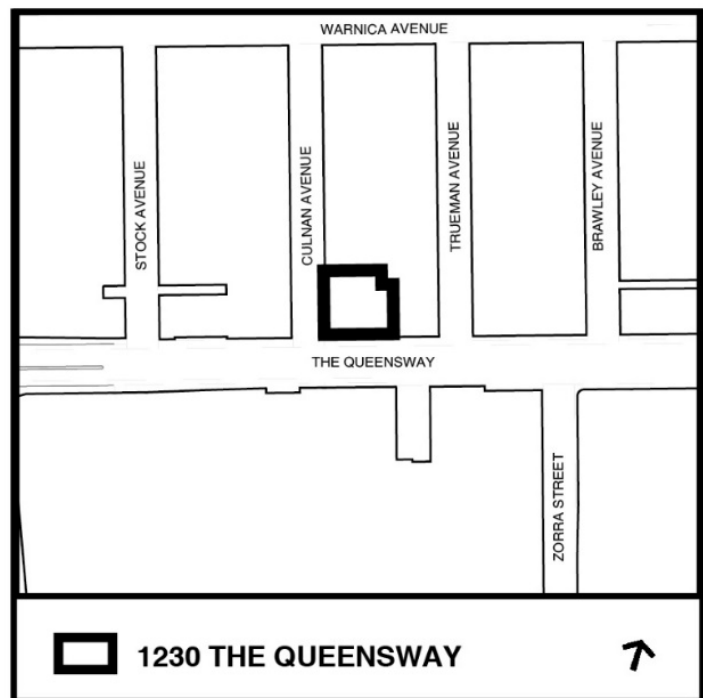 WARNICA AVENUE
STOCK AVENUE
CULNAN AVENUE
TRUEMAN AVENUE
BRAWLEY AVENUE
THE QUEENSWAY
ZORRA STREET
1230 THE QUEENSWAY